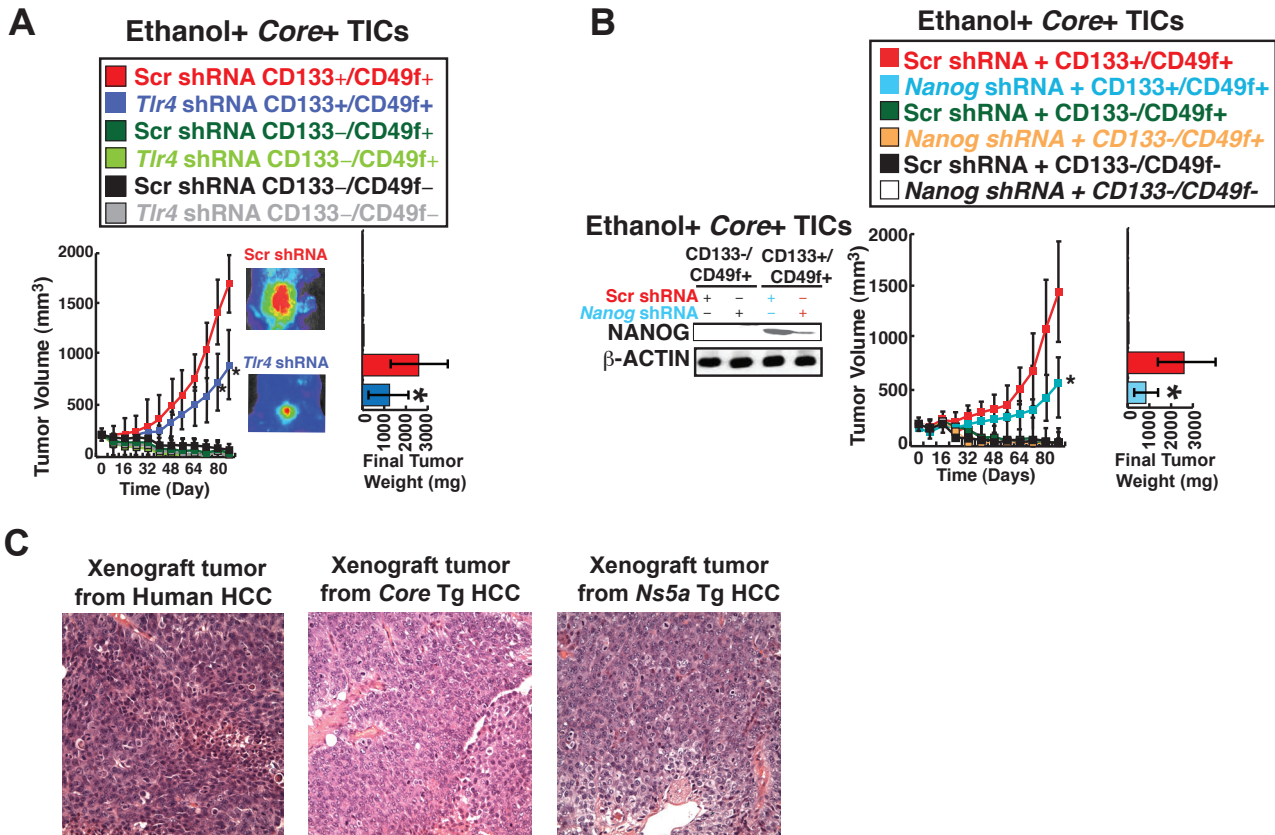 A
Ethanol+ Core+ TICs
Scr shRNA CD133+/CD49f+
Tlr4 shRNA CD133+/CD49f+
Scr shRNA CD133–/CD49f+
Tlr4 shRNA CD133–/CD49f+
Scr shRNA CD133–/CD49f–
Tlr4 shRNA CD133–/CD49f–
Tumor Volume (mm3)
2000
1500
1000
500
0
0 16 32 48 64 80
Time (Day)
Scr shRNA
Tlr4 shRNA
*
*
*
0
1000
2000
3000
Final Tumor
Weight (mg)
B
Ethanol+ Core+ TICs
Scr shRNA + CD133+/CD49f+
Nanog shRNA + CD133+/CD49f+
Scr shRNA + CD133-/CD49f+
Nanog shRNA + CD133-/CD49f+
Scr shRNA + CD133-/CD49f-
Nanog shRNA + CD133-/CD49f-
Ethanol+ Core+ TICs
CD133-/ CD133+/
CD49f+ CD49f+
Scr shRNA + – + –
Nanog shRNA – + – +
NANOG
β-ACTIN
Tumor Volume (mm3)
2000
1500
1000
500
0
0 16 32 48 64 80
Time (Days)
*
*
0
1000
2000
3000
Final Tumor
Weight (mg)
C
Xenograft tumor
from Human HCC
Xenograft tumor
from Core Tg HCC
Xenograft tumor
from Ns5a Tg HCC